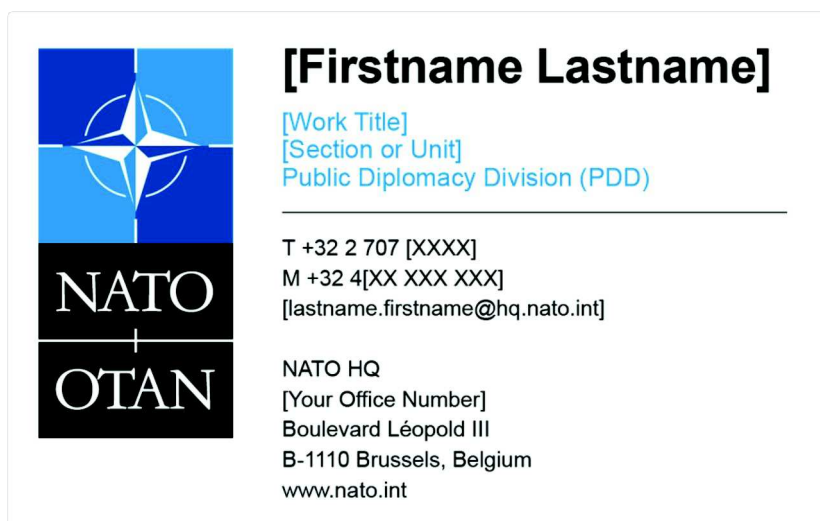 [Firstname Lastname]
[Work Title]
[Section or Unit]
Public Diplomacy Division (PDD)
T +32 2 707 [XXXX]
M +32 4[XX XXX XXX]
[lastname.firstname@hq.nato.int]
NATO HQ
[Your Office Number]
Boulevard Léopold III
B-1110 Brussels, Belgium
www.nato.int
NATO
OTAN